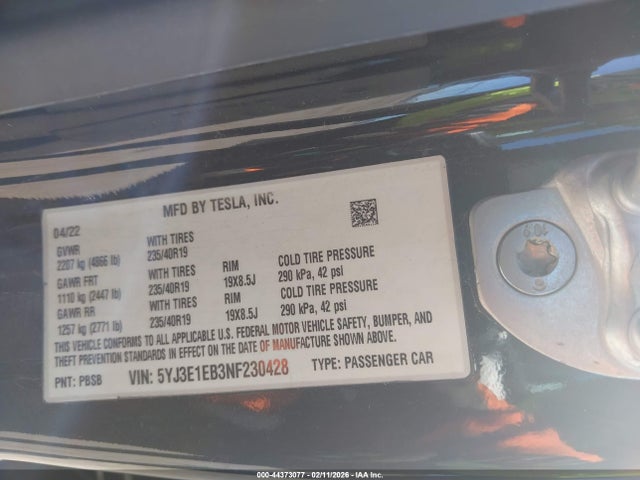 MFD BY TESLA, INC.
04/22
GVWR WITH TIRES
2207 kg (4866 lb) 235/40R19
GAWR FRT WITH TIRES RIM COLD TIRE PRESSURE
1110 kg (2447 lb) 235/40R19 19X8.5J 290 kPa, 42 psi
GAWR RR WITH TIRES RIM COLD TIRE PRESSURE
1257 kg (2771 lb) 235/40R19 19X8.5J 290 kPa, 42 psi
THIS VEHICLE CONFORMS TO ALL APPLICABLE U.S. FEDERAL MOTOR VEHICLE SAFETY, BUMPER, AND
THEFT PREVENTION STANDARDS IN EFFECT ON THE DATE OF MANUFACTURE SHOWN ABOVE.
PNT: PBSB VIN: 5YJ3E1EB3NF230428 TYPE: PASSENGER CAR
10.9
000-44373077 - 02/11/2026 - IAA Inc.